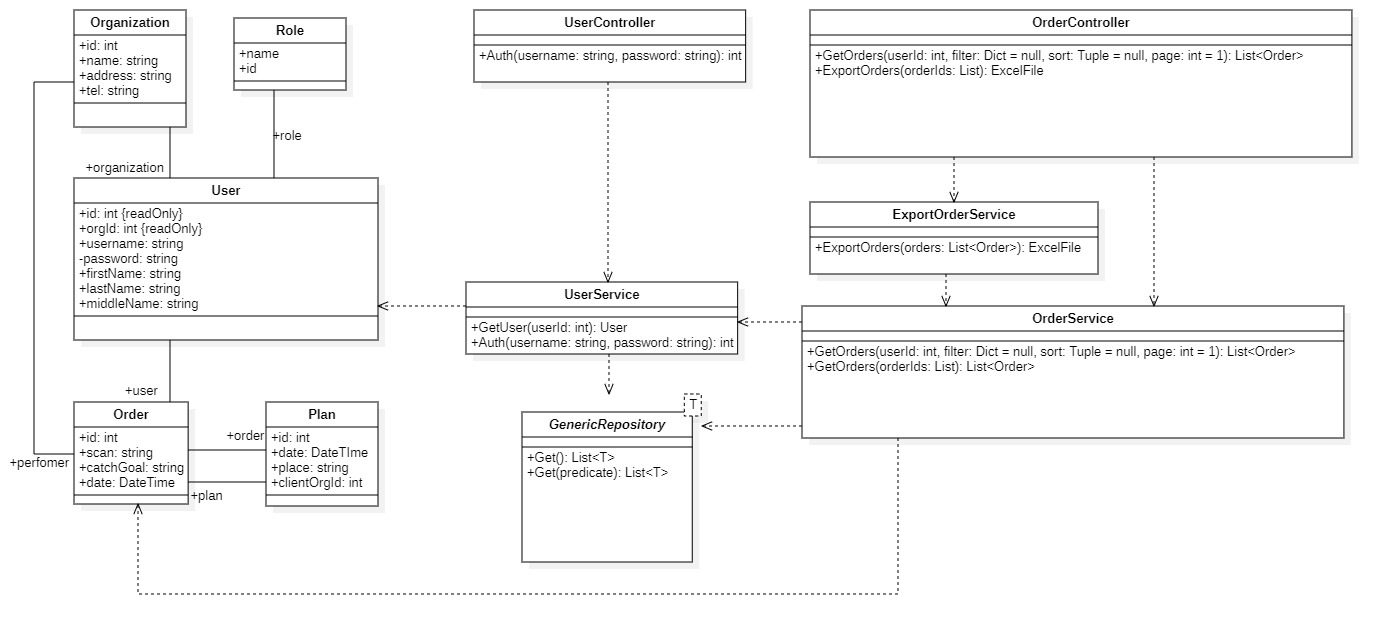 Organization
+id: int
+name: string
+address: string
+tel: string
Role
+name
+id
UserController
+Auth(username: string, password: string): int
OrderController
+GetOrders(userId: int, filter: Dict = null, sort: Tuple = null, page: int = 1): List<Order>
+ExportOrders(orderIds: List): ExcelFile
+role
+organization
User
+id: int {readOnly}
+orgId: int {readOnly}
+username: string
-password: string
+firstName: string
+lastName: string
+middleName: string
ExportOrderService
+ExportOrders(orders: List<Order>): ExcelFile
UserService
+GetUser(userId: int): User
+Auth(username: string, password: string): int
OrderService
+GetOrders(userId: int, filter: Dict = null, sort: Tuple = null, page: int = 1): List<Order>
+GetOrders(orderIds: List): List<Order>
+user
Order
+id: int
+scan: string
+catchGoal: string
+date: DateTime
+perfomer
+order
+plan
Plan
+id: int
+date: DateTIme
+place: string
+clientOrgId: int
T
GenericRepository
+Get(): List<T>
+Get(predicate): List<T>